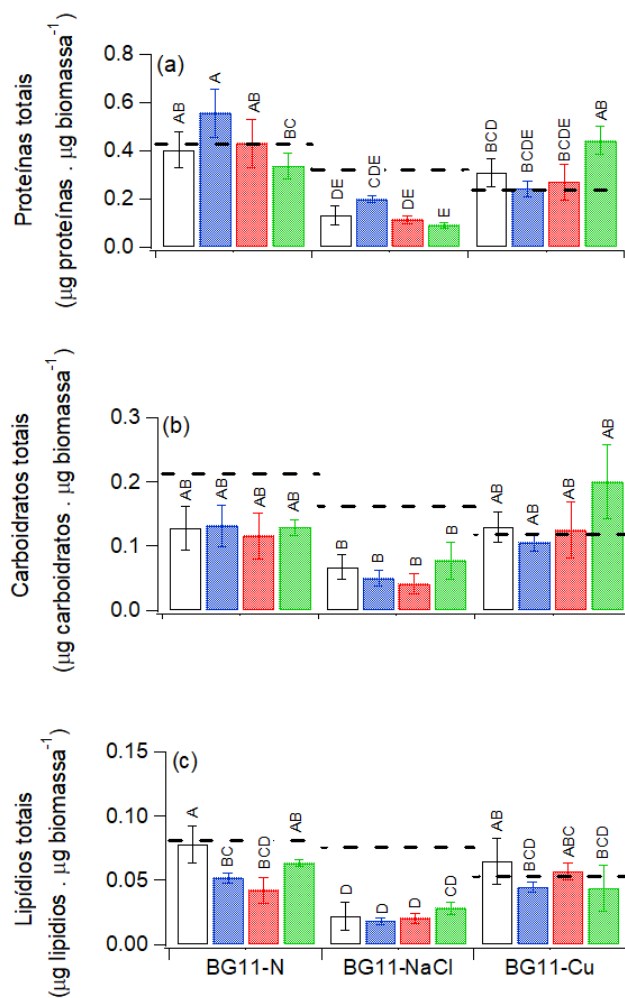 Proteínas totais
(μg proteínas . μg biomassa⁻¹)
0.8
0.6
0.4
0.2
0.0
(a)
AB
A
AB
BC
DE
CDE
DE
E
BCD
BCDE
BCDE
AB
Carboidratos totais
(μg carboidratos . μg biomassa⁻¹)
0.3
0.2
0.1
0.0
(b)
AB
AB
AB
AB
B
B
B
B
AB
AB
AB
AB
Lipídios totais
(μg lipidios . μg biomassa⁻¹)
0.15
0.10
0.05
0.00
(c)
A
BC
BCD
AB
D
D
D
CD
AB
BCD
ABC
BCD
BG11-N BG11-NaCl BG11-Cu